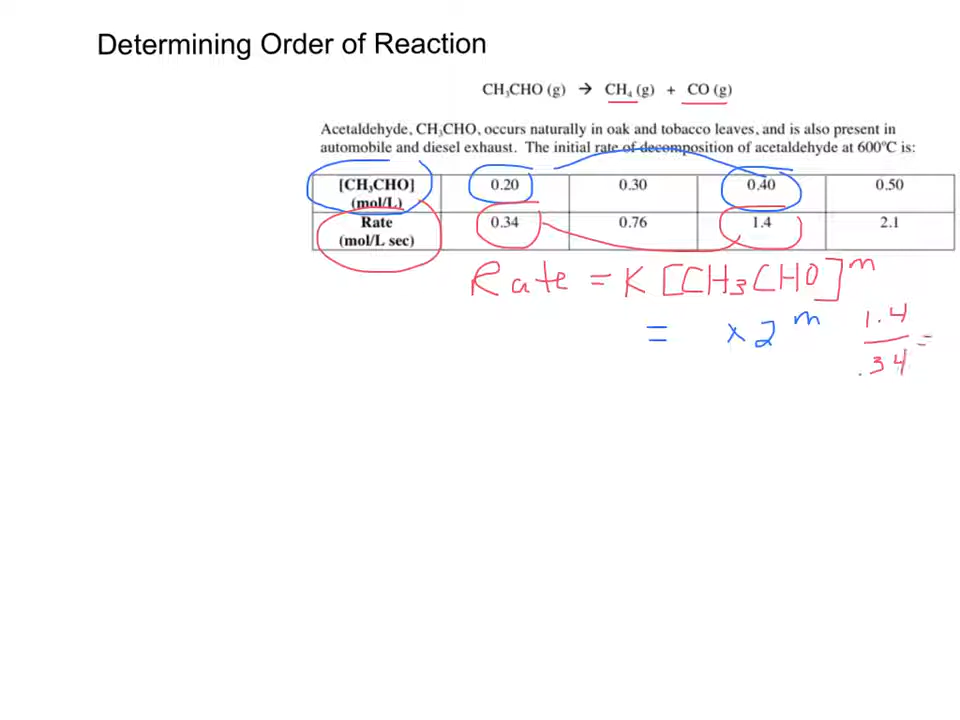 Determining Order of Reaction
CH₃CHO (g) → CH₄ (g) + CO (g)
Acetaldehyde, CH₃CHO, occurs naturally in oak and tobacco leaves, and is also present in
automobile and diesel exhaust. The initial rate of decomposition of acetaldehyde at 600°C is:
[CH₃CHO] (mol/L) 0.20 0.30 0.40 0.50
Rate (mol/L sec) 0.34 0.76 1.4 2.1
Rate = K [CH₃CHO]ᵐ
= x2ᵐ 1.4/.34 =